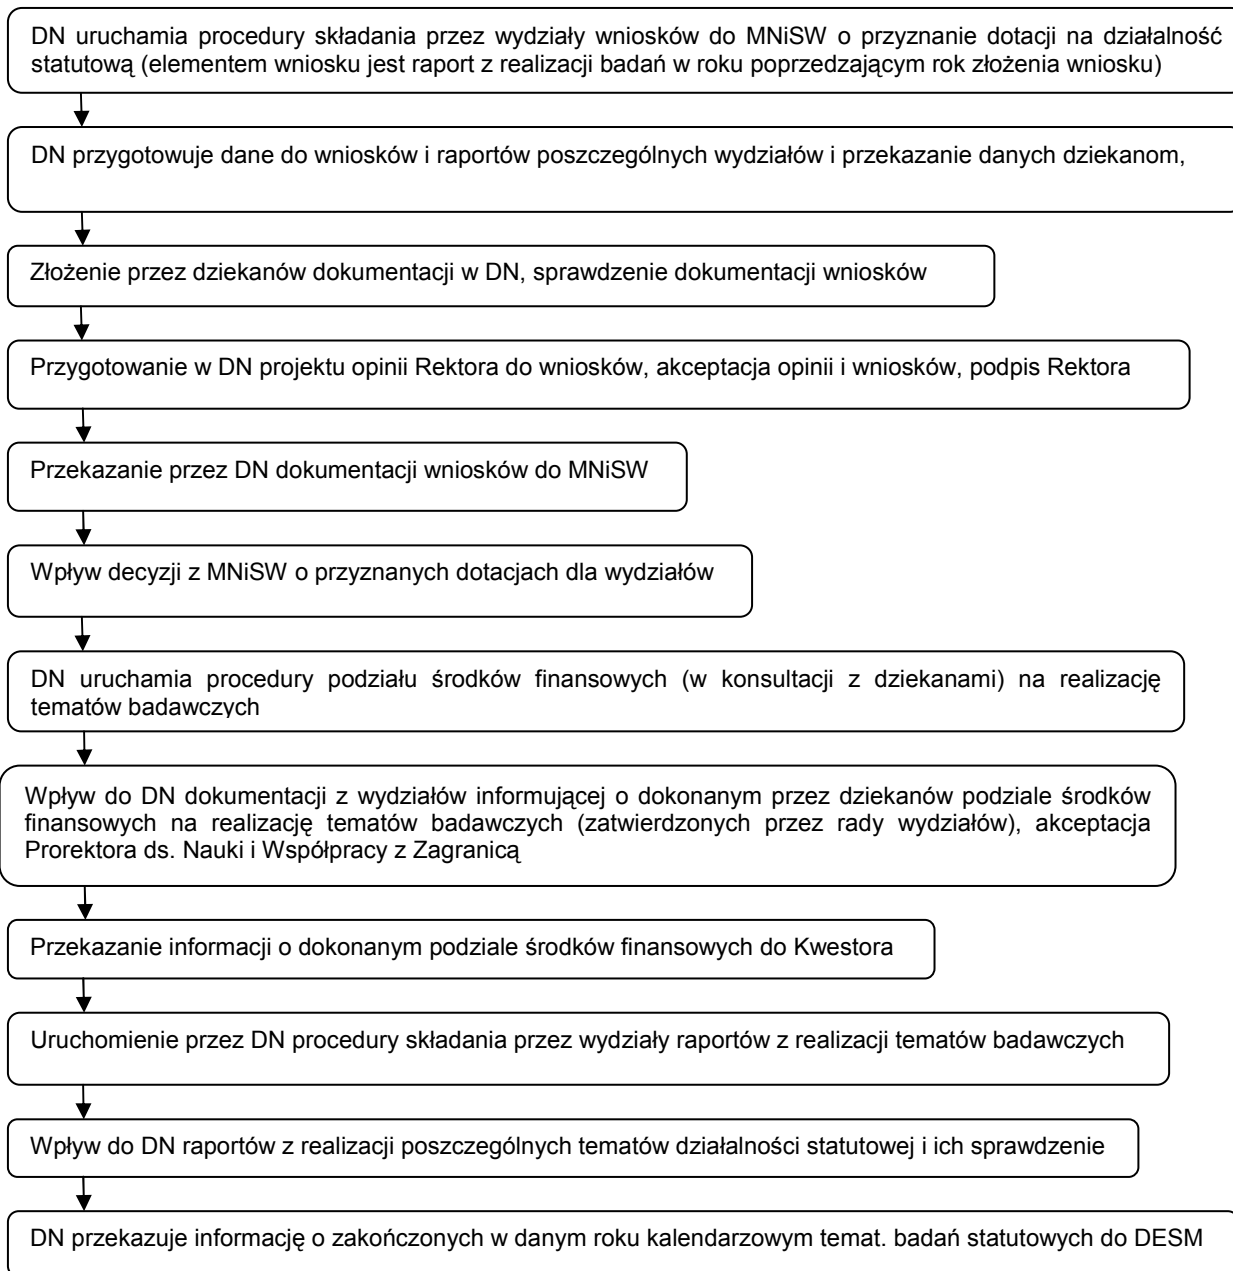 DN uruchamia procedury składania przez wydziały wniosków do MNiSW o przyznanie dotacji na działalność
statutową (elementem wniosku jest raport z realizacji badań w roku poprzedzającym rok złożenia wniosku)
DN przygotowuje dane do wniosków i raportów poszczególnych wydziałów i przekazanie danych dziekanom,
Złożenie przez dziekanów dokumentacji w DN, sprawdzenie dokumentacji wniosków
Przygotowanie w DN projektu opinii Rektora do wniosków, akceptacja opinii i wniosków, podpis Rektora
Przekazanie przez DN dokumentacji wniosków do MNiSW
Wpływ decyzji z MNiSW o przyznanych dotacjach dla wydziałów
DN uruchamia procedury podziału środków finansowych (w konsultacji z dziekanami) na realizację
tematów badawczych
Wpływ do DN dokumentacji z wydziałów informującej o dokonanym przez dziekanów podziale środków
finansowych na realizację tematów badawczych (zatwierdzonych przez rady wydziałów), akceptacja
Prorektora ds. Nauki i Współpracy z Zagranicą
Przekazanie informacji o dokonanym podziale środków finansowych do Kwestora
Uruchomienie przez DN procedury składania przez wydziały raportów z realizacji tematów badawczych
Wpływ do DN raportów z realizacji poszczególnych tematów działalności statutowej i ich sprawdzenie
DN przekazuje informację o zakończonych w danym roku kalendarzowym temat. badań statutowych do DESM